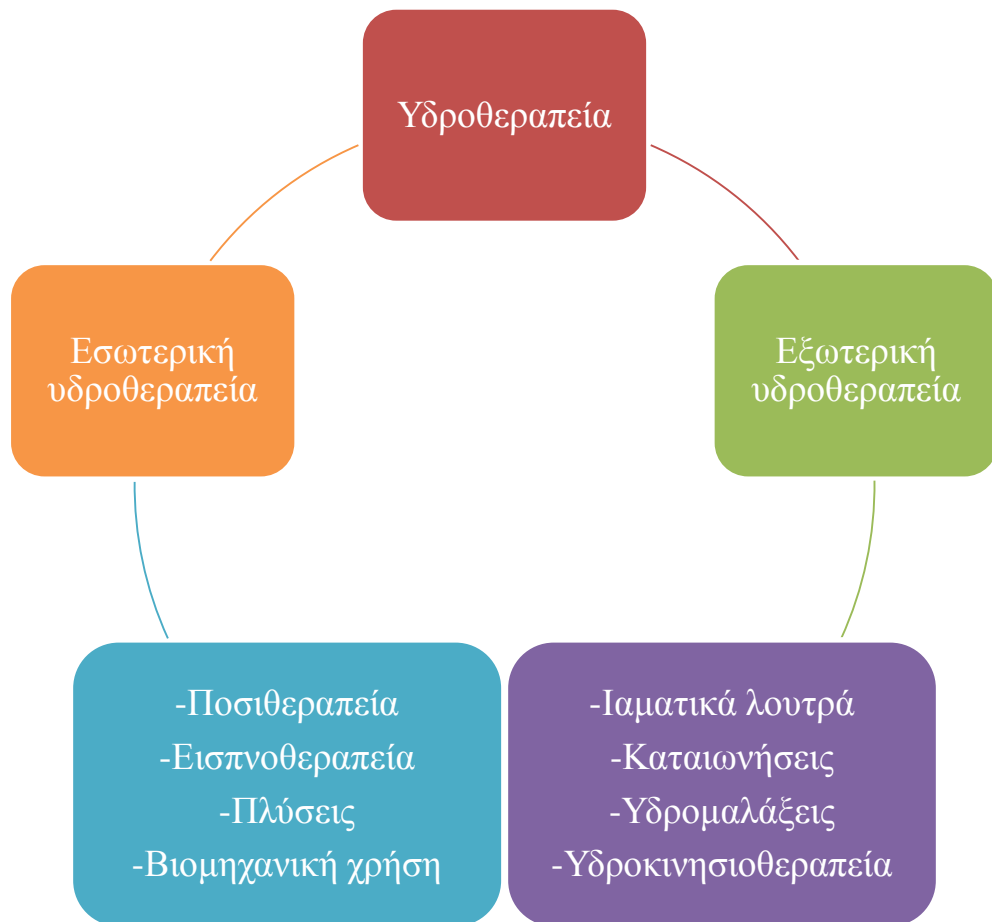 Υδροθεραπεία
Εσωτερική
υδροθεραπεία
Εξωτερική
υδροθεραπεία
-Ποσιθεραπεία
-Εισπνοθεραπεία
-Πλύσεις
-Βιομηχανική χρήση
-Ιαματικά λουτρά
-Καταιωνήσεις
-Υδρομαλάξεις
-Υδροκινησιοθεραπεία